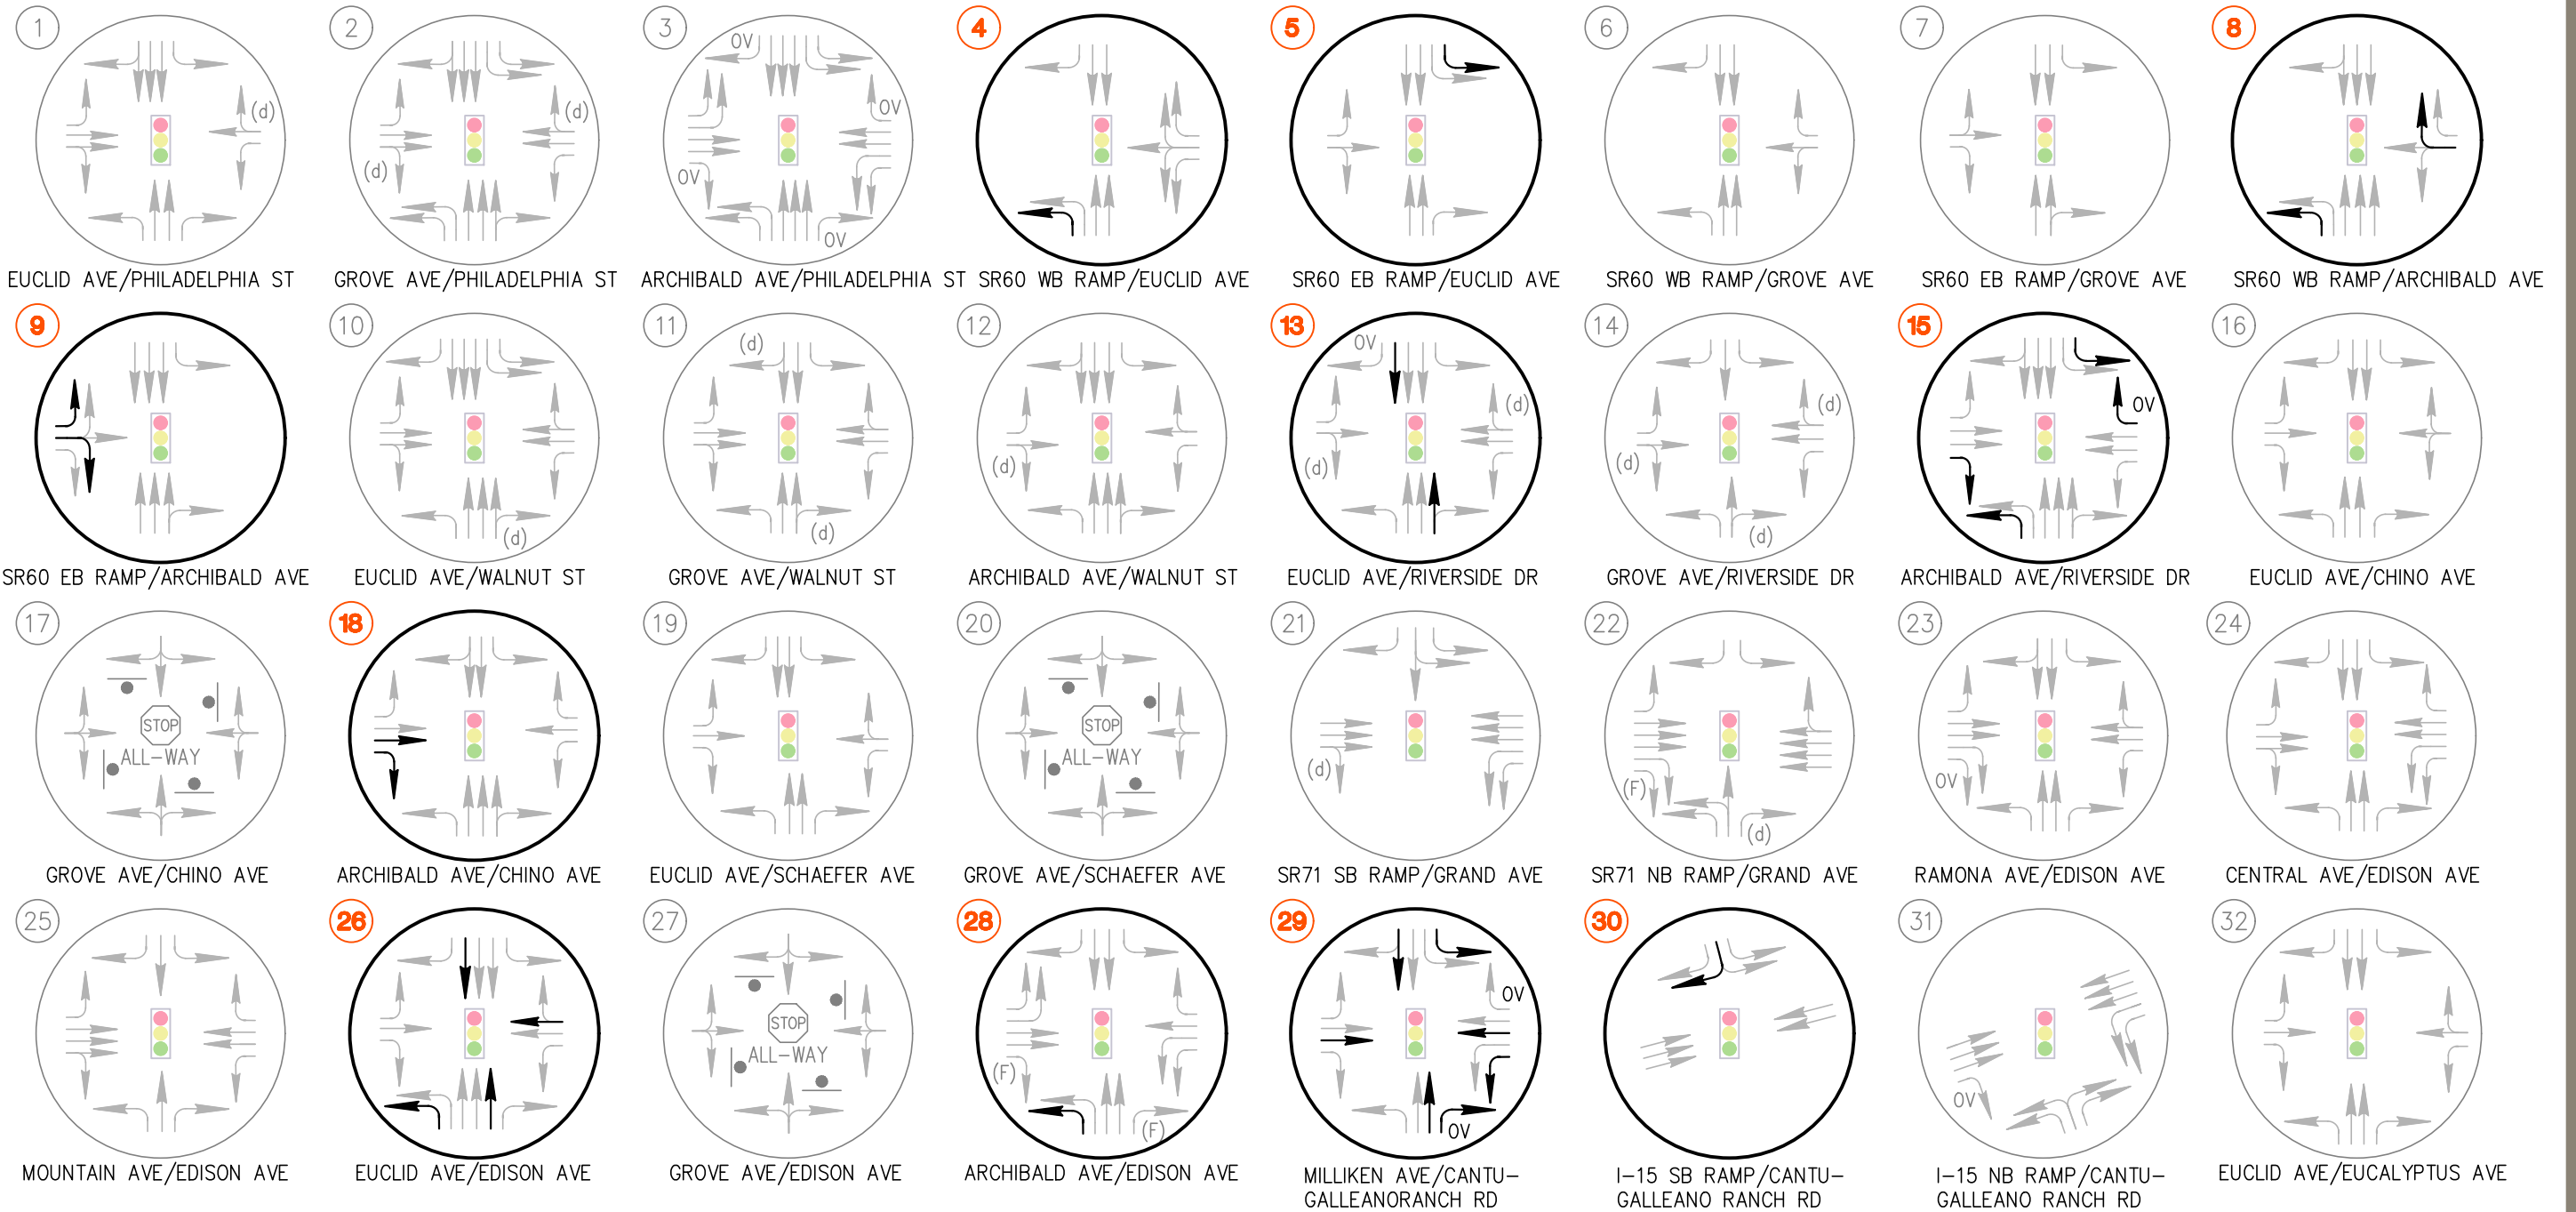 1 2 3 4 5 6 7 8
(d)
(d)
(d)
OV
OV
OV
OV
EUCLID AVE/PHILADELPHIA ST
GROVE AVE/PHILADELPHIA ST
ARCHIBALD AVE/PHILADELPHIA ST
SR60 WB RAMP/EUCLID AVE
SR60 EB RAMP/EUCLID AVE
SR60 WB RAMP/GROVE AVE
SR60 EB RAMP/GROVE AVE
SR60 WB RAMP/ARCHIBALD AVE
9 10 11 12 13 14 15 16
(d)
(d)
(d)
(d)
OV
(d)
(d)
(d)
(d)
(d)
OV
SR60 EB RAMP/ARCHIBALD AVE
EUCLID AVE/WALNUT ST
GROVE AVE/WALNUT ST
ARCHIBALD AVE/WALNUT ST
EUCLID AVE/RIVERSIDE DR
GROVE AVE/RIVERSIDE DR
ARCHIBALD AVE/RIVERSIDE DR
EUCLID AVE/CHINO AVE
17 18 19 20 21 22 23 24
STOP
ALL-WAY
STOP
ALL-WAY
(d)
(F)
(d)
OV
GROVE AVE/CHINO AVE
ARCHIBALD AVE/CHINO AVE
EUCLID AVE/SCHAEFER AVE
GROVE AVE/SCHAEFER AVE
SR71 SB RAMP/GRAND AVE
SR71 NB RAMP/GRAND AVE
RAMONA AVE/EDISON AVE
CENTRAL AVE/EDISON AVE
25 26 27 28 29 30 31 32
STOP
ALL-WAY
(F)
(F)
OV
OV
OV
MOUNTAIN AVE/EDISON AVE
EUCLID AVE/EDISON AVE
GROVE AVE/EDISON AVE
ARCHIBALD AVE/EDISON AVE
MILLIKEN AVE/CANTU-
GALLEANORANCH RD
I-15 SB RAMP/CANTU-
GALLEANO RANCH RD
I-15 NB RAMP/CANTU-
GALLEANO RANCH RD
EUCLID AVE/EUCALYPTUS AVE